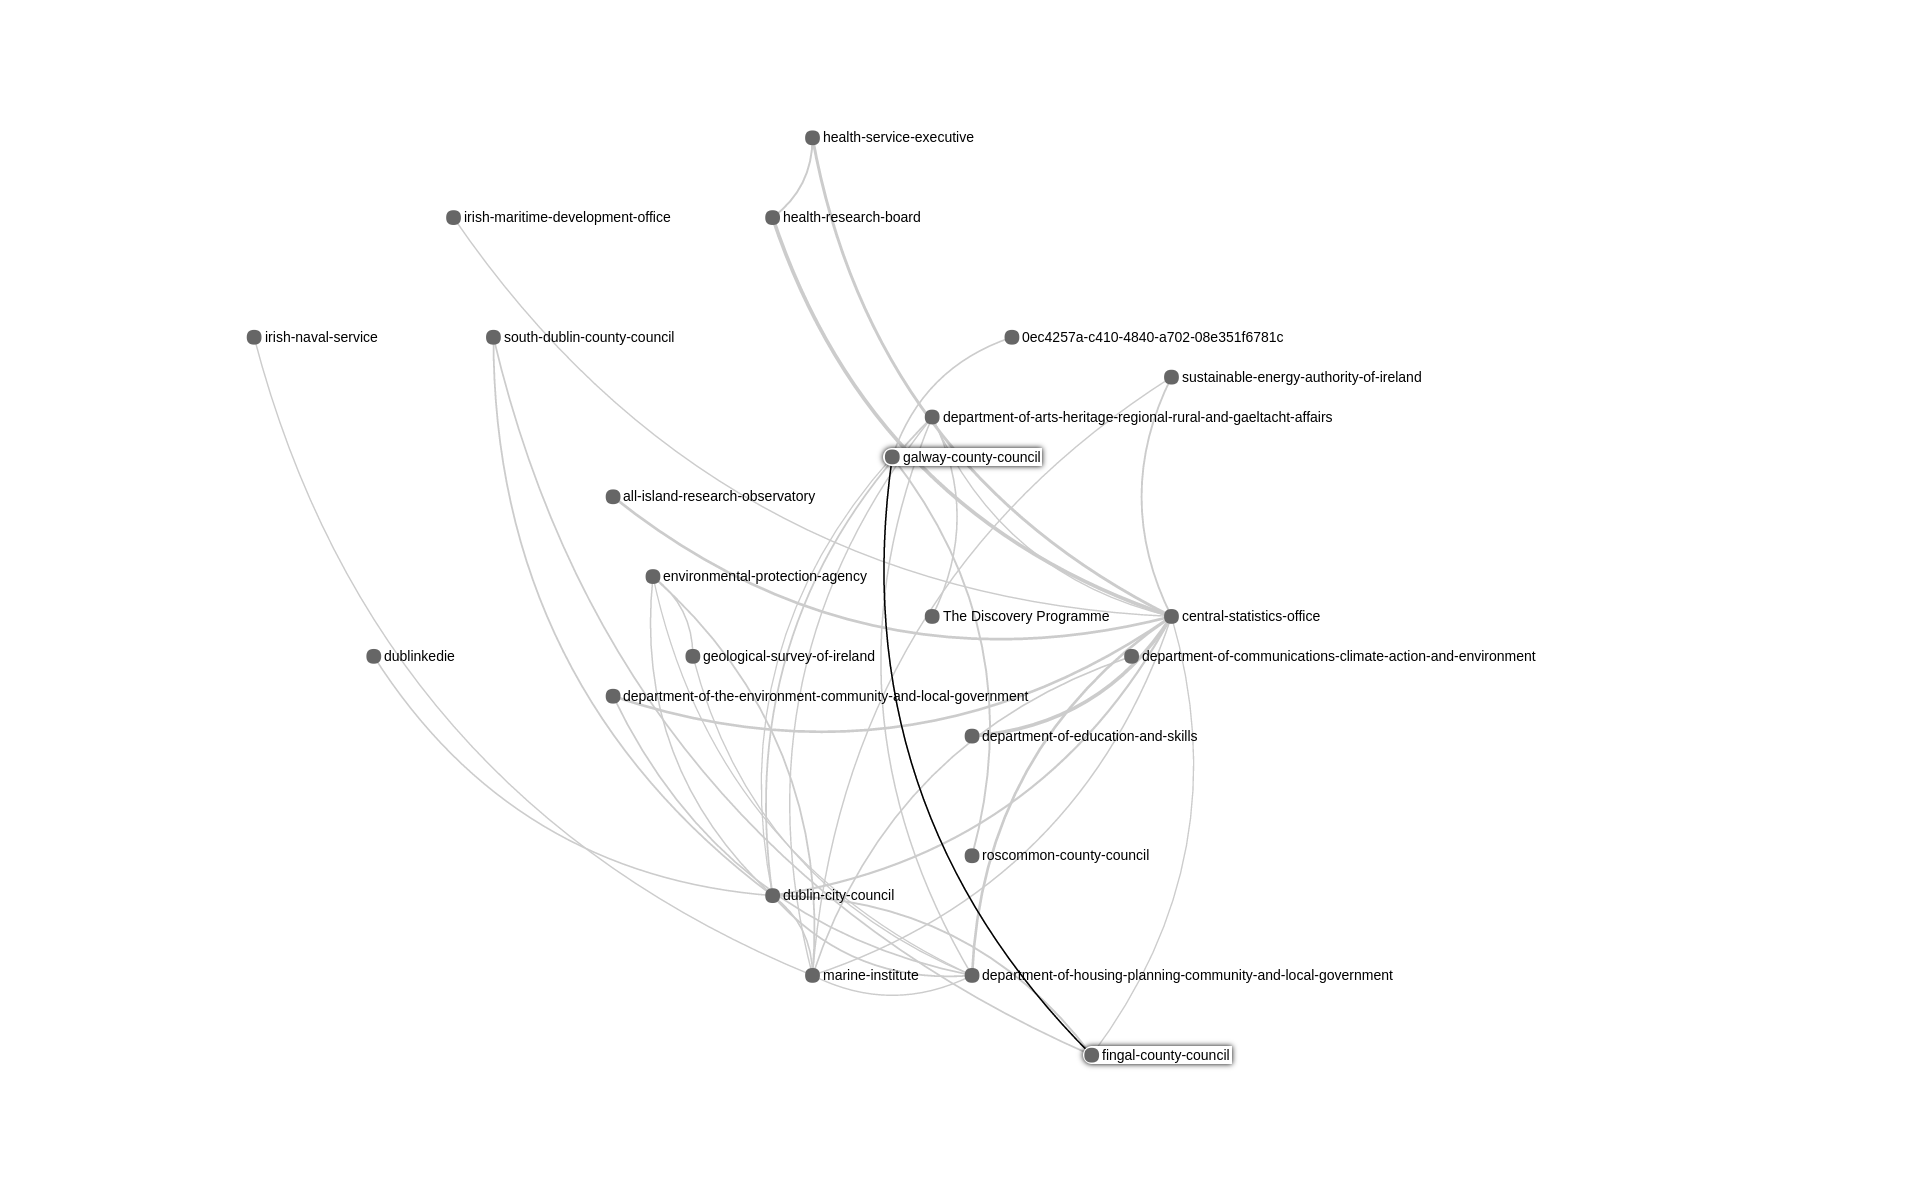 health-service-executive
irish-maritime-development-office
health-research-board
irish-naval-service
south-dublin-county-council
0ec4257a-c410-4840-a702-08e351f6781c
sustainable-energy-authority-of-ireland
department-of-arts-heritage-regional-rural-and-gaeltacht-affairs
galway-county-council
all-island-research-observatory
environmental-protection-agency
The Discovery Programme
central-statistics-office
dublinkedie
geological-survey-of-ireland
department-of-communications-climate-action-and-environment
department-of-the-environment-community-and-local-government
department-of-education-and-skills
roscommon-county-council
dublin-city-council
marine-institute
department-of-housing-planning-community-and-local-government
fingal-county-council